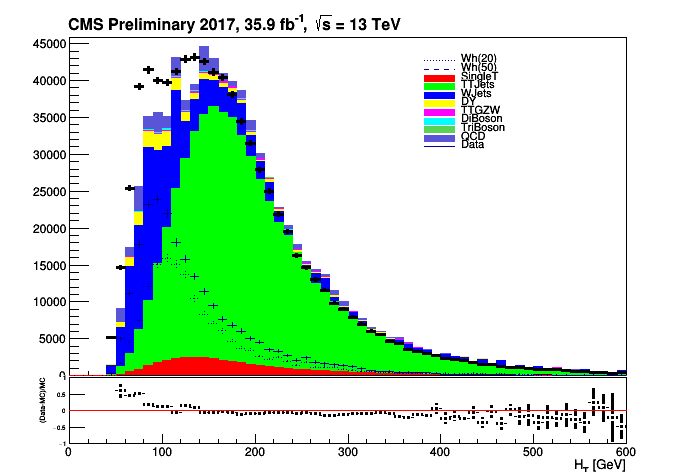 CMS Preliminary 2017, 35.9 fb⁻¹, √s = 13 TeV
45000
40000
35000
30000
25000
20000
15000
10000
5000
0
Wh(20)
Wh(50)
SingleT
TTJets
WJets
DY
TTGZW
DiBoson
TriBoson
QCD
Data
(Data-MC)/MC
1
0.5
0
-0.5
-1
0
100
200
300
400
500
600
H_T [GeV]